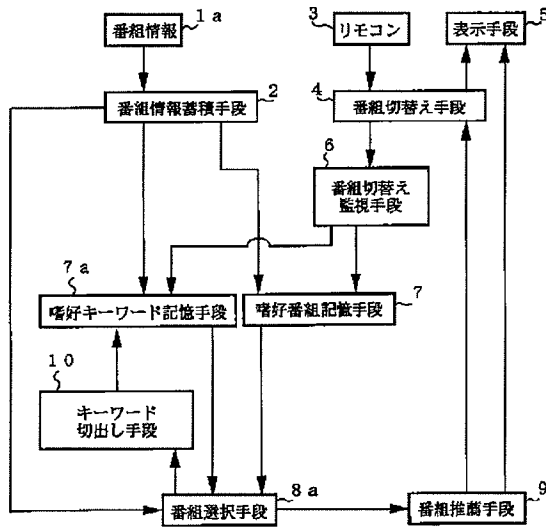 番組情報
1a
3
リモコン
表示手段
5
番組情報蓄積手段
2
4
番組切替え手段
6
番組切替え
監視手段
7a
嗜好キーワード記憶手段
嗜好番組記憶手段
7
10
キーワード
切出し手段
番組選択手段
8a
番組推薦手段
9